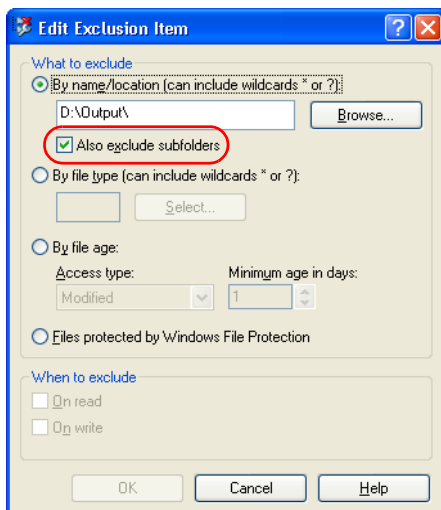 Edit Exclusion Item
What to exclude
By name/location (can include wildcards * or ?):
D:\Output\
Browse...
Also exclude subfolders
By file type (can include wildcards * or ?):
Select...
By file age:
Access type:
Minimum age in days:
Modified
1
Files protected by Windows File Protection
When to exclude
On read
On write
OK
Cancel
Help